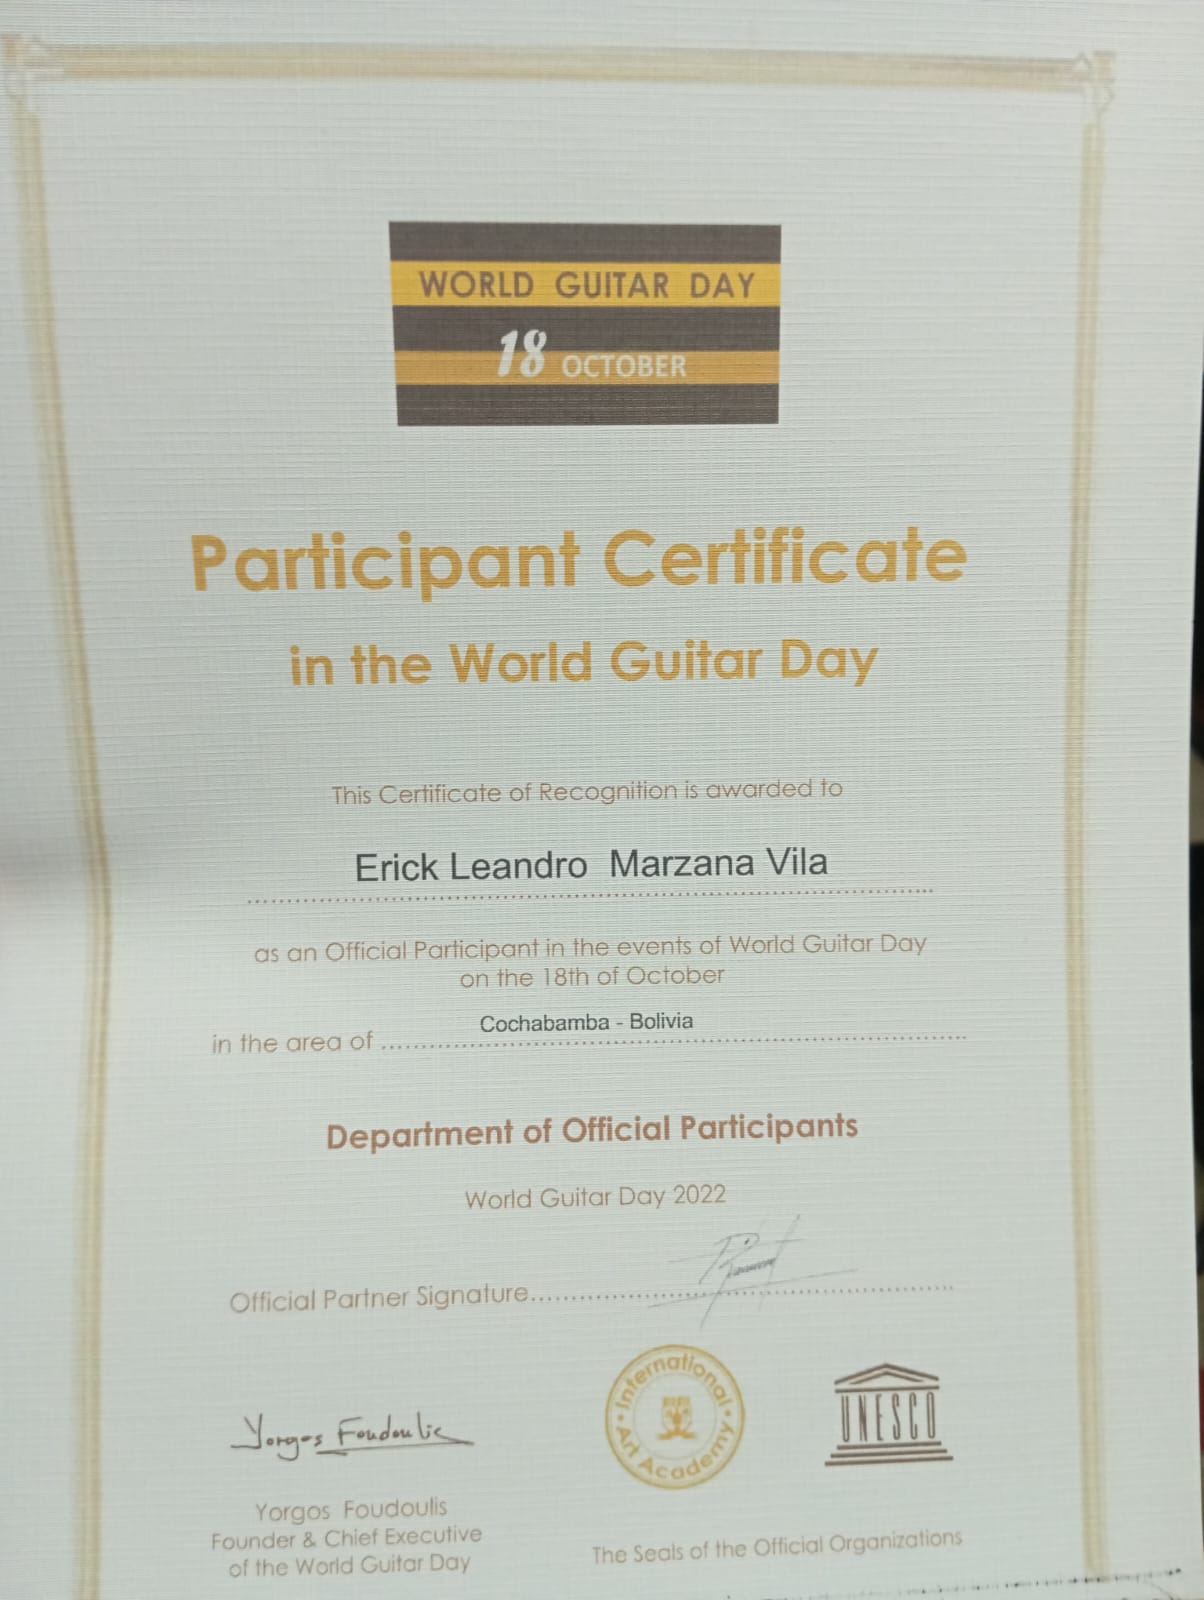 WORLD GUITAR DAY
18 OCTOBER
Participant Certificate
in the World Guitar Day
This Certificate of Recognition is awarded to
Erick Leandro Marzana Vila
as an Official Participant in the events of World Guitar Day
on the 18th of October
Cochabamba - Bolivia
in the area of
Department of Official Participants
World Guitar Day 2022
Official Partner Signature
International Art Academy
UNESCO
Yorgos Foudoulis
Yorgos Foudoulis
Founder & Chief Executive
of the World Guitar Day
The Seals of the Official Organizations